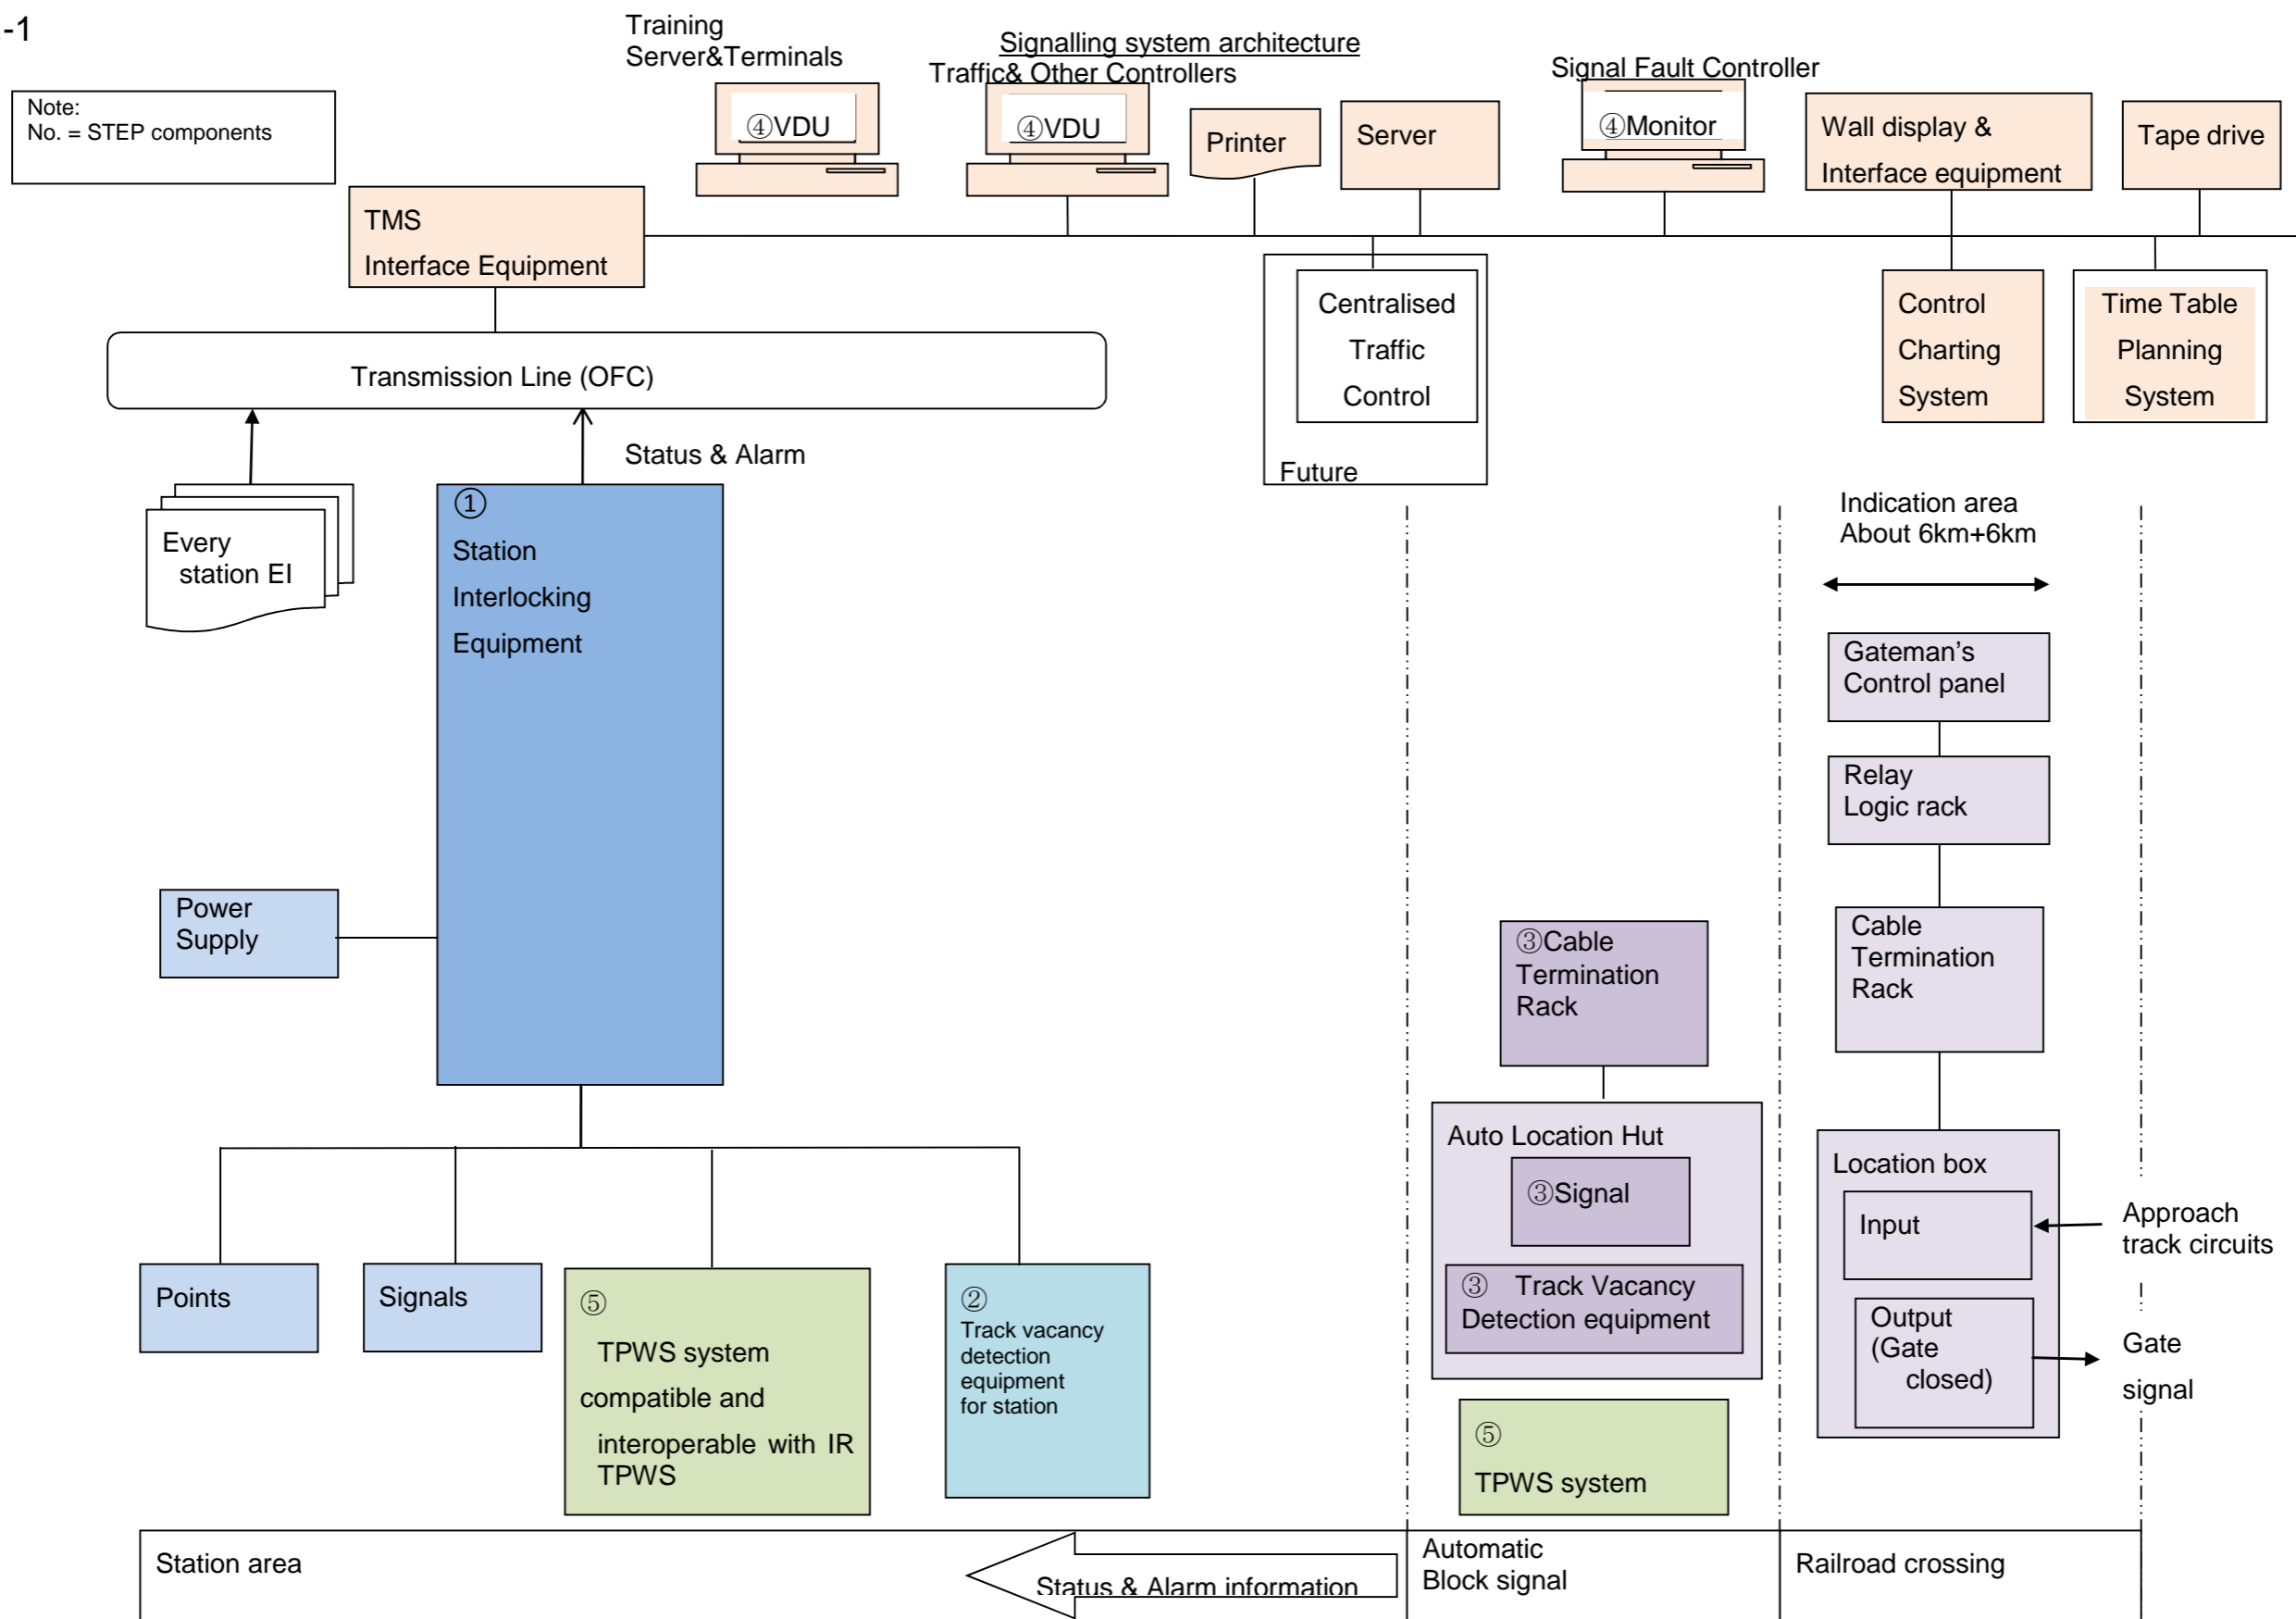 -1
Training
Server&Terminals
Signalling system architecture
Traffic& Other Controllers
Signal Fault Controller
Note:
No. = STEP components
④VDU
④VDU
Printer
Server
④Monitor
Wall display &
Interface equipment
Tape drive
TMS
Interface Equipment
Centralised
Traffic
Control
Future
Control
Charting
System
Time Table
Planning
System
Transmission Line (OFC)
Status & Alarm
Every
station EI
①
Station
Interlocking
Equipment
Indication area
About 6km+6km
Gateman’s
Control panel
Relay
Logic rack
Power
Supply
③Cable
Termination
Rack
Cable
Termination
Rack
Auto Location Hut
③Signal
③ Track Vacancy
Detection equipment
Location box
Input
Approach
track circuits
Output
(Gate
closed)
Gate
signal
Points
Signals
⑤
TPWS system
compatible and
interoperable with IR
TPWS
②
Track vacancy
detection
equipment
for station
⑤
TPWS system
Station area
Status & Alarm information
Automatic
Block signal
Railroad crossing